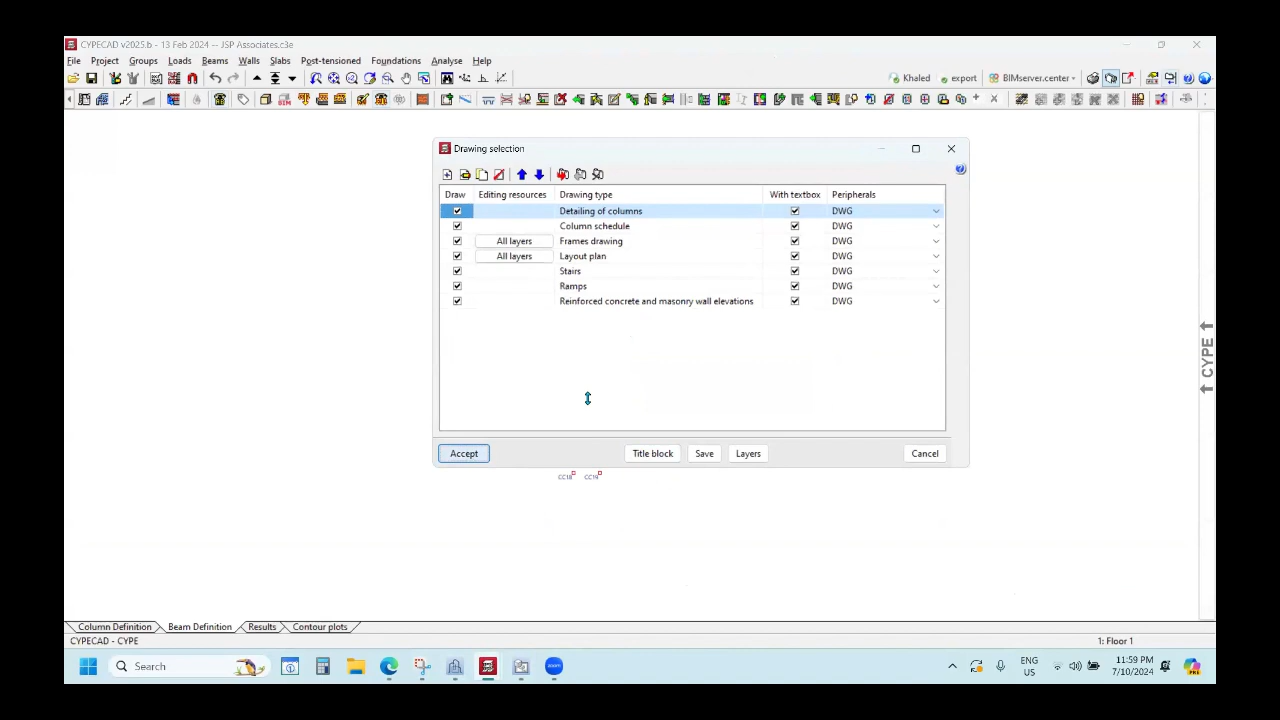 CYPECAD v2025.b - 13 Feb 2024 -- JSP Associates.c3e
File Project Groups Loads Beams Walls Slabs Post-tensioned Foundations Analyse Help
Khaled export BIMserver.center
Drawing selection
Draw Editing resources Drawing type With textbox Peripherals
Detailing of columns DWG
Column schedule DWG
All layers Frames drawing DWG
All layers Layout plan DWG
Stairs DWG
Ramps DWG
Reinforced concrete and masonry wall elevations DWG
CYPE
Accept Title block Save Layers Cancel
CC18 CC19
Column Definition Beam Definition Results Contour plots
CYPECAD - CYPE 1: Floor 1
Search zoom ENG US 11:59 PM 7/10/2024